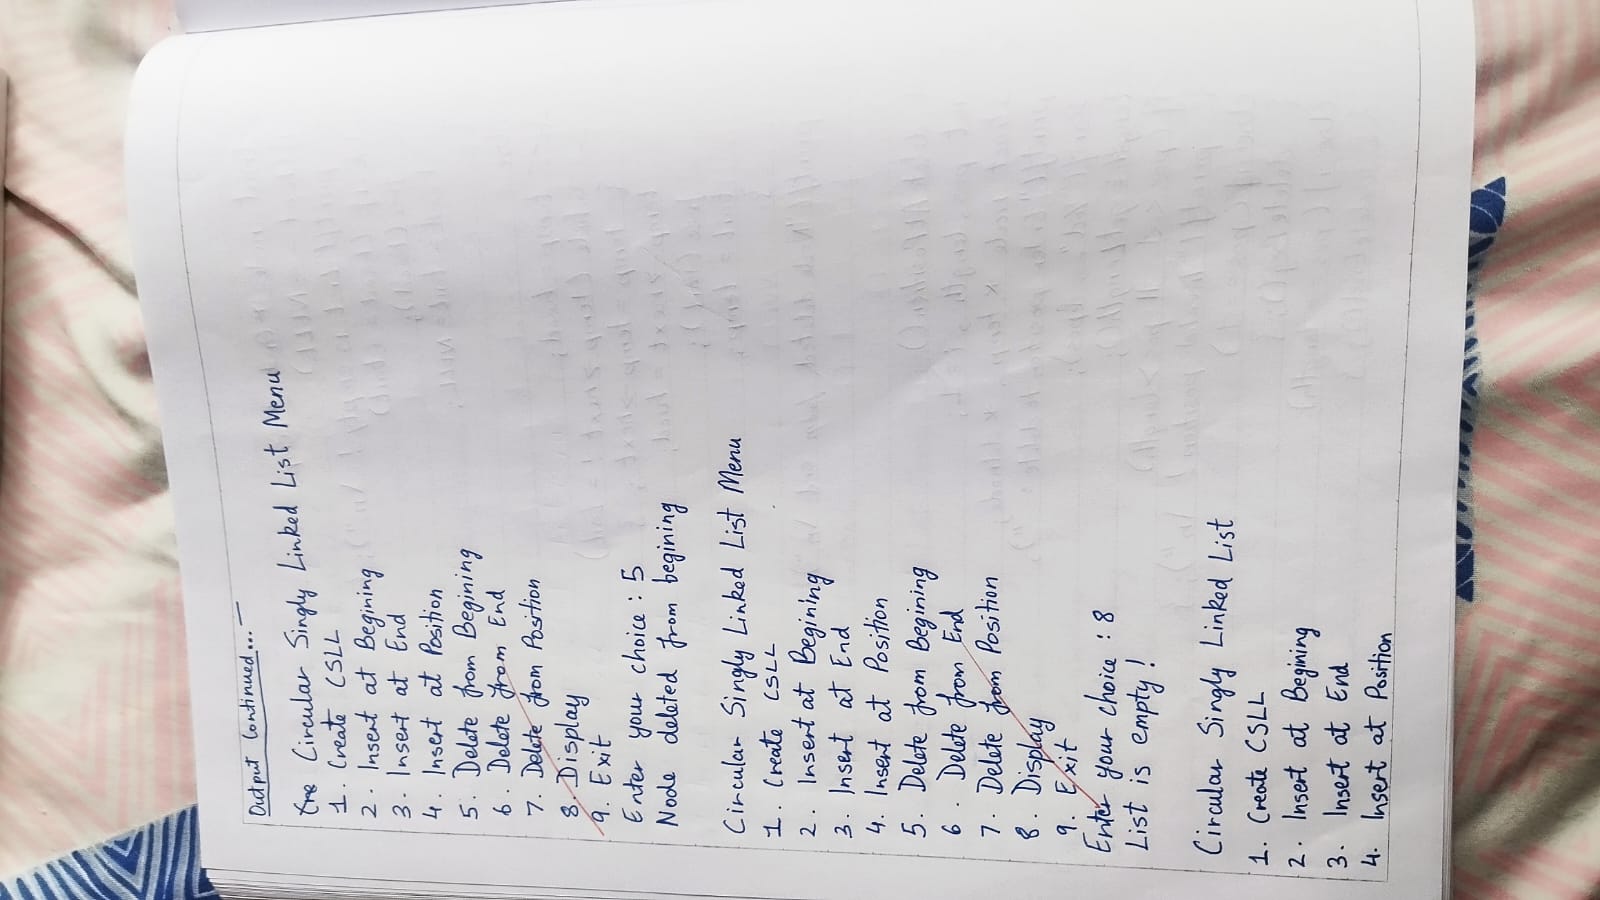 Output Continued...
Cre Circular Singly Linked List Menu
1. Create CSLL
2. Insert at Begining
3. Insert at End
4. Insert at Position
5. Delete from Begining
6. Delete from End
7. Delete from Position
8. Display
9. Exit
Enter your choice : 5
Node deleted from begining
Circular Singly Linked List Menu
1. Create CSLL
2. Insert at Begining
3. Insert at End
4. Insert at Position
5. Delete from Begining
6. Delete from End
7. Delete from Position
8. Display
9. Exit
Enter your choice : 8
List is empty!
Circular Singly Linked List
1. Create CSLL
2. Insert at Begining
3. Insert at End
4. Insert at Position